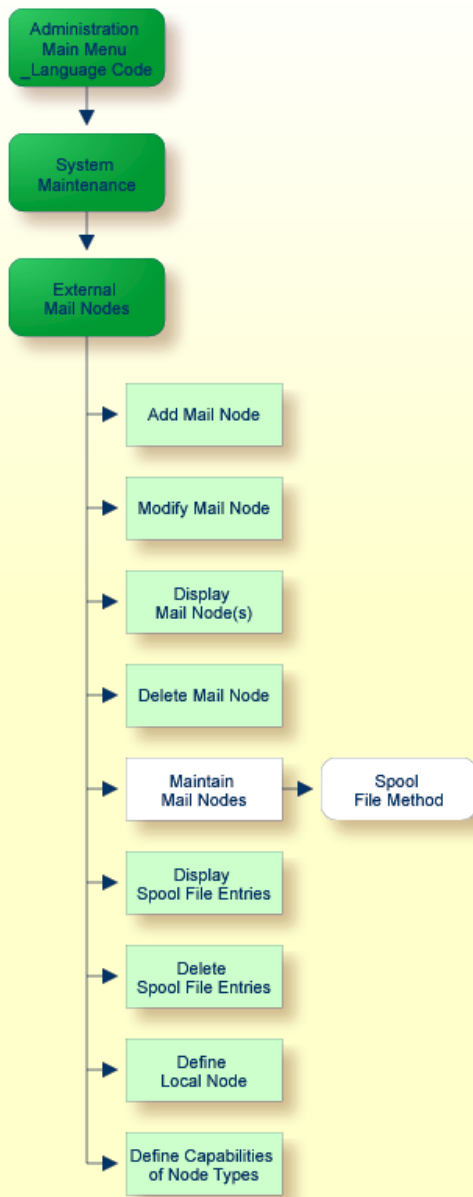 Administration
Main Menu
_Language Code
System
Maintenance
External
Mail Nodes
Add Mail Node
Modify Mail Node
Display
Mail Node(s)
Delete Mail Node
Maintain
Mail Nodes
Spool
File Method
Display
Spool File Entries
Delete
Spool File Entries
Define
Local Node
Define Capabilities
of Node Types